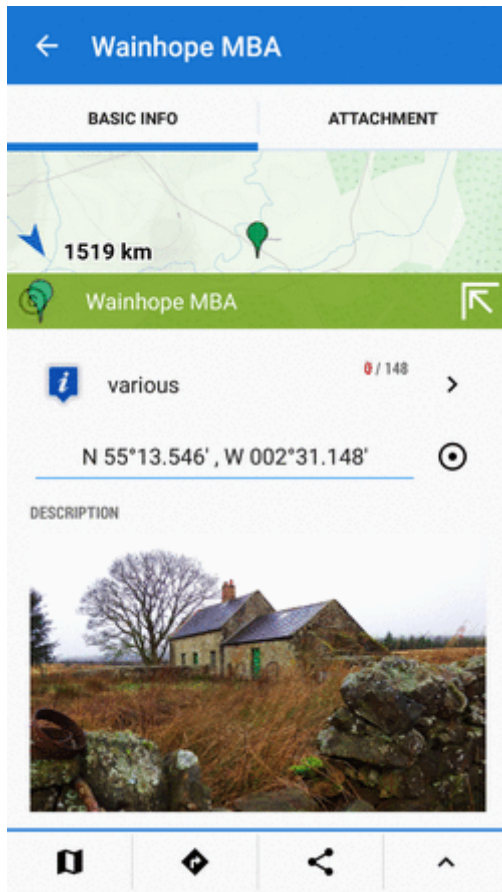 Wainhope MBA
BASIC INFO
ATTACHMENT
1519 km
Wainhope MBA
various
0 / 148
N 55°13.546' , W 002°31.148'
DESCRIPTION